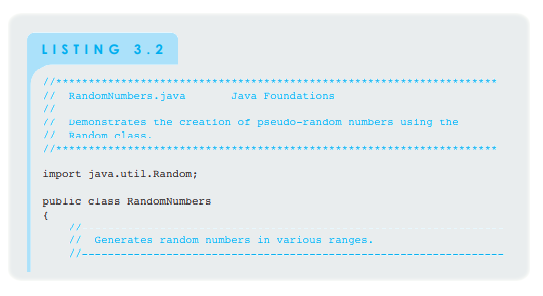 LISTING 3.2
//********************************************************************
//  RandomNumbers.java       Java Foundations
//
//  Demonstrates the creation of pseudo-random numbers using the
//  Random class.
//********************************************************************
import java.util.Random;
public class RandomNumbers
{
    //
    //  Generates random numbers in various ranges.
    //-----------------------------------------------------------------